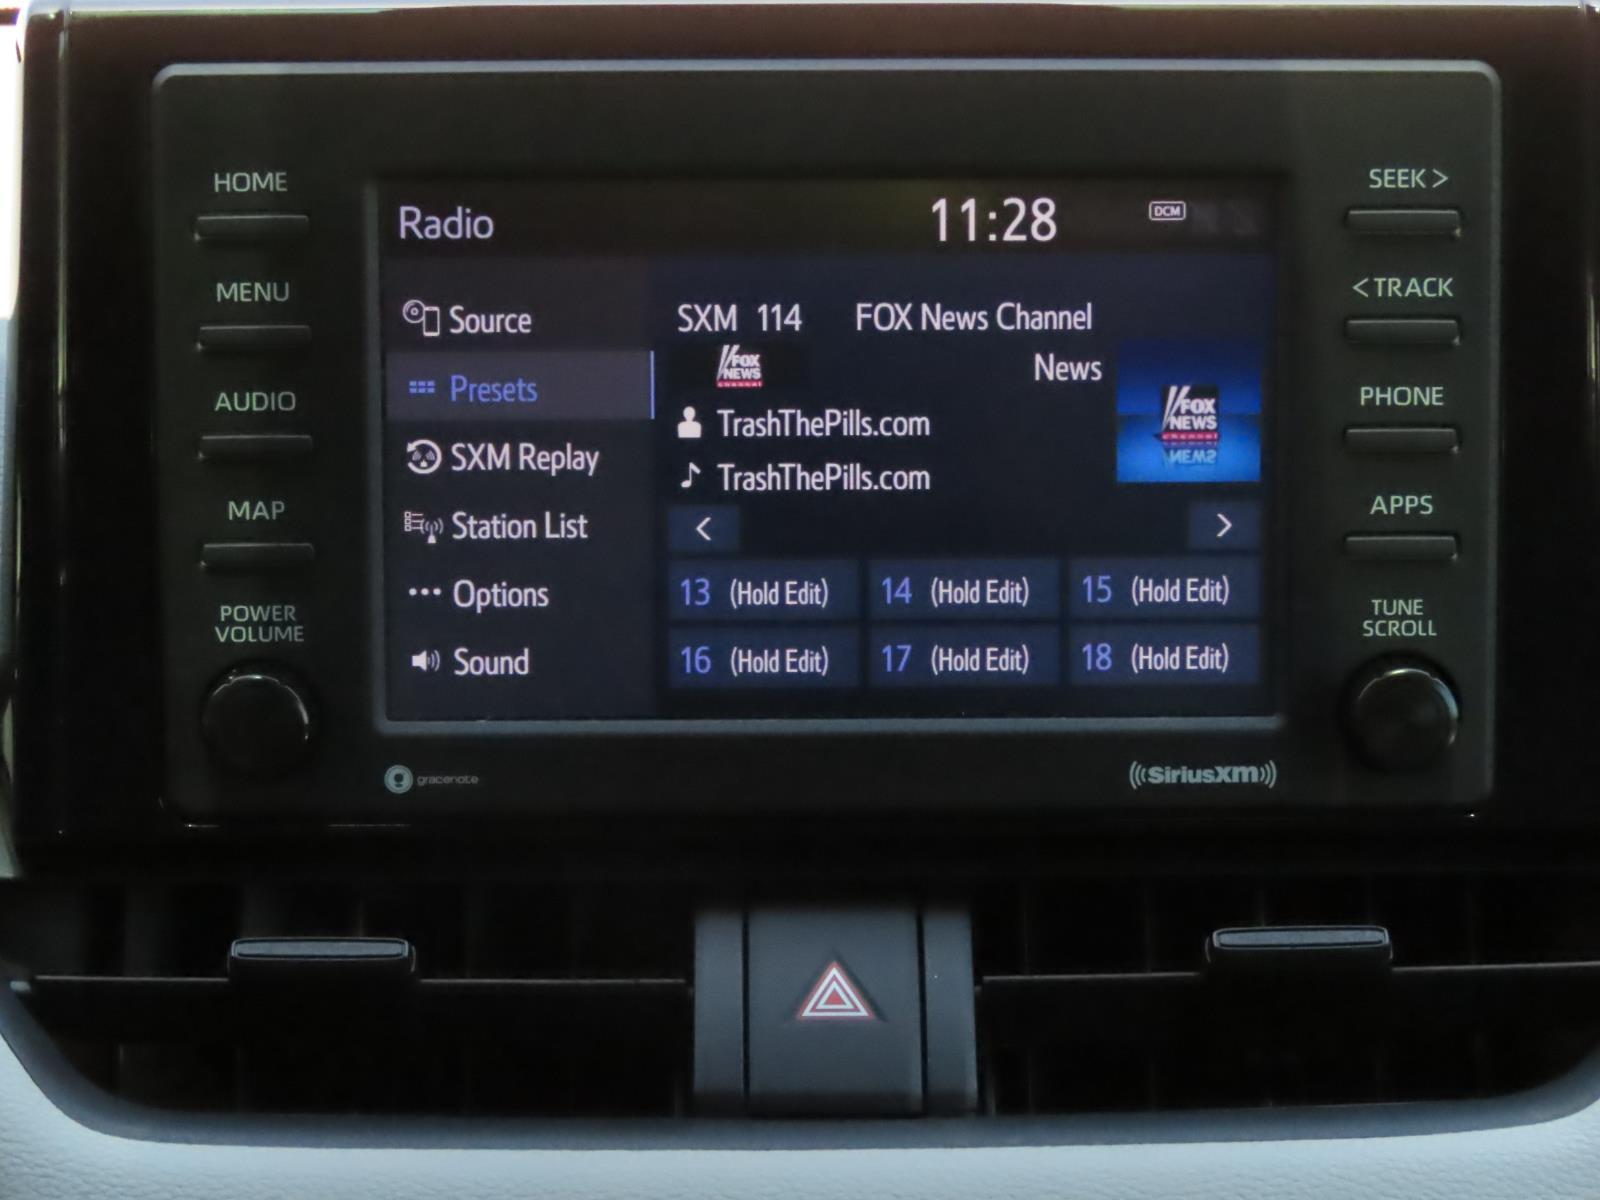 HOME
MENU
AUDIO
MAP
POWER
VOLUME
Radio
11:28
DCM
Source
Presets
SXM Replay
Station List
Options
Sound
SXM 114 FOX News Channel
FOX
NEWS
channel
News
FOX
NEWS
channel
NEWS
TrashThePills.com
TrashThePills.com
<
>
13 (Hold Edit) 14 (Hold Edit) 15 (Hold Edit)
16 (Hold Edit) 17 (Hold Edit) 18 (Hold Edit)
SEEK >
< TRACK
PHONE
APPS
TUNE
SCROLL
gracenote
((SiriusXM))